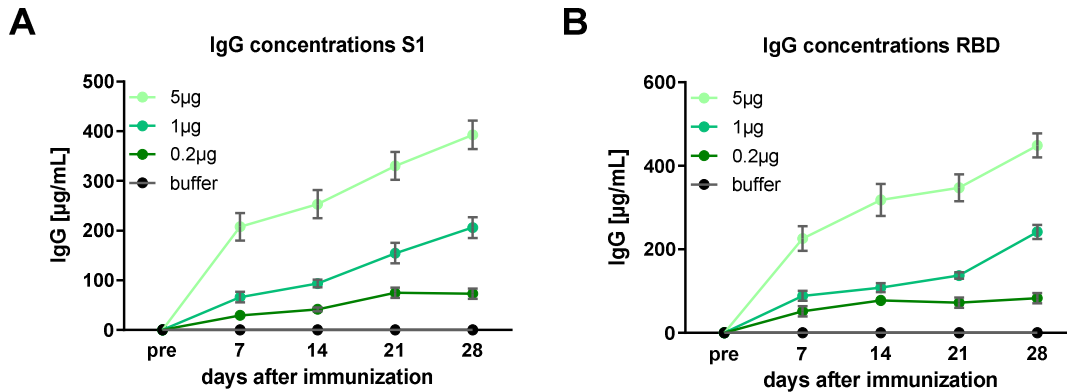 A
IgG concentrations S1
IgG [µg/mL]
500
400
300
200
100
0
5µg
1µg
0.2µg
buffer
pre 7 14 21 28
days after immunization
B
IgG concentrations RBD
IgG [µg/mL]
600
400
200
0
5µg
1µg
0.2µg
buffer
pre 7 14 21 28
days after immunization